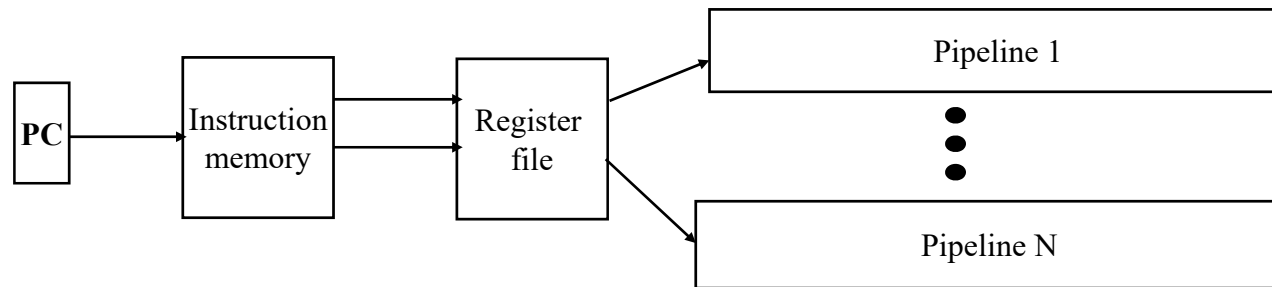 PC
Instruction
memory
Register
file
Pipeline 1
Pipeline N